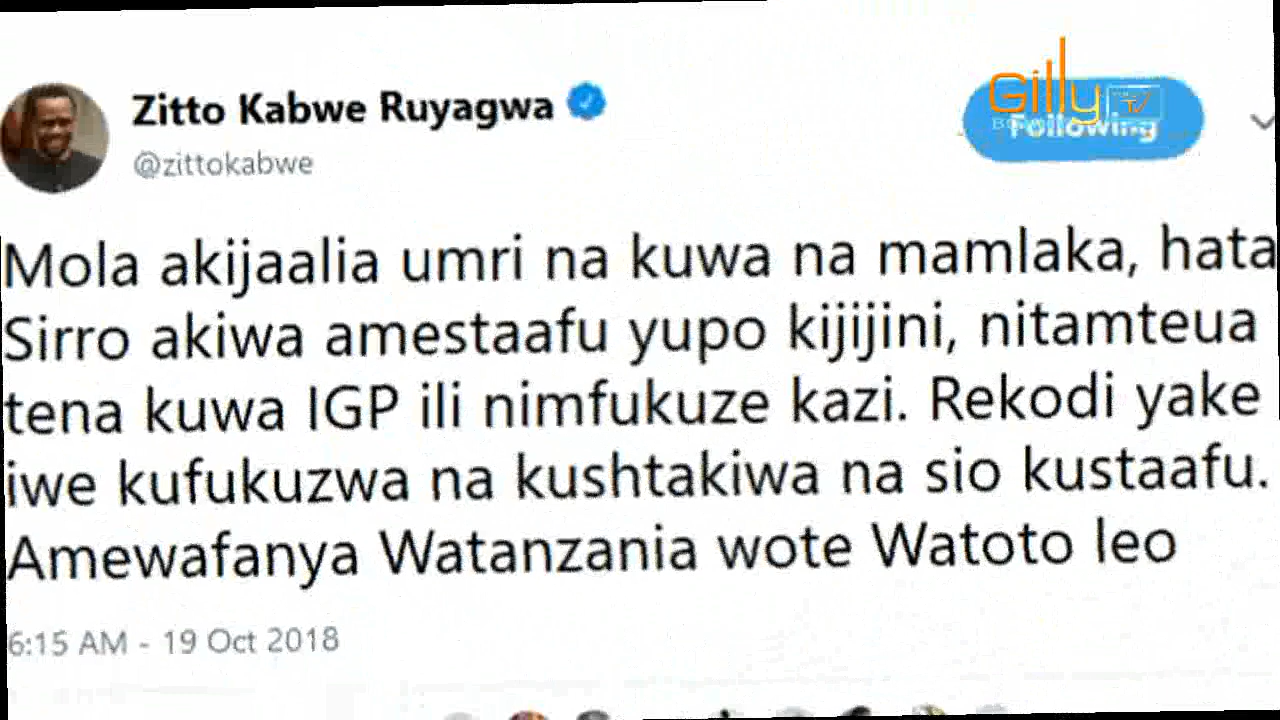 Zitto Kabwe Ruyagwa
@zittokabwe
Gilly TV
Following
Mola akijaalia umri na kuwa na mamlaka, hata
Sirro akiwa amestaafu yupo kijijini, nitamteua
tena kuwa IGP ili nimfukuze kazi. Rekodi yake
iwe kufukuzwa na kushtakiwa na sio kustaafu.
Amewafanya Watanzania wote Watoto leo
6:15 AM - 19 Oct 2018